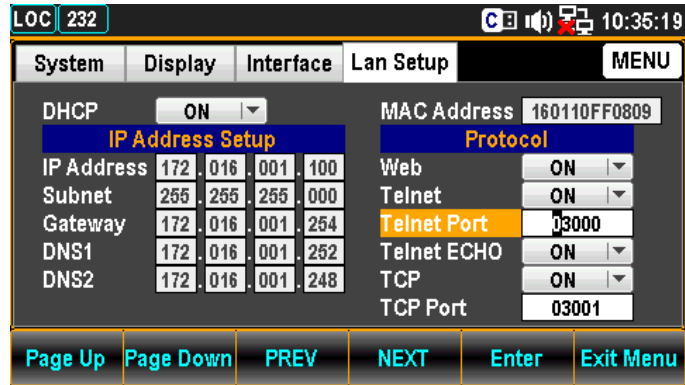 LOC 232 C 10:35:19
System Display Interface Lan Setup MENU
DHCP ON MAC Address 160110FF0809
IP Address Setup Protocol
IP Address 172 . 016 . 001 . 100 Web ON
Subnet 255 . 255 . 255 . 000 Telnet ON
Gateway 172 . 016 . 001 . 254 Telnet Port 03000
DNS1 172 . 016 . 001 . 252 Telnet ECHO ON
DNS2 172 . 016 . 001 . 248 TCP ON
TCP Port 03001
Page Up Page Down PREV NEXT Enter Exit Menu